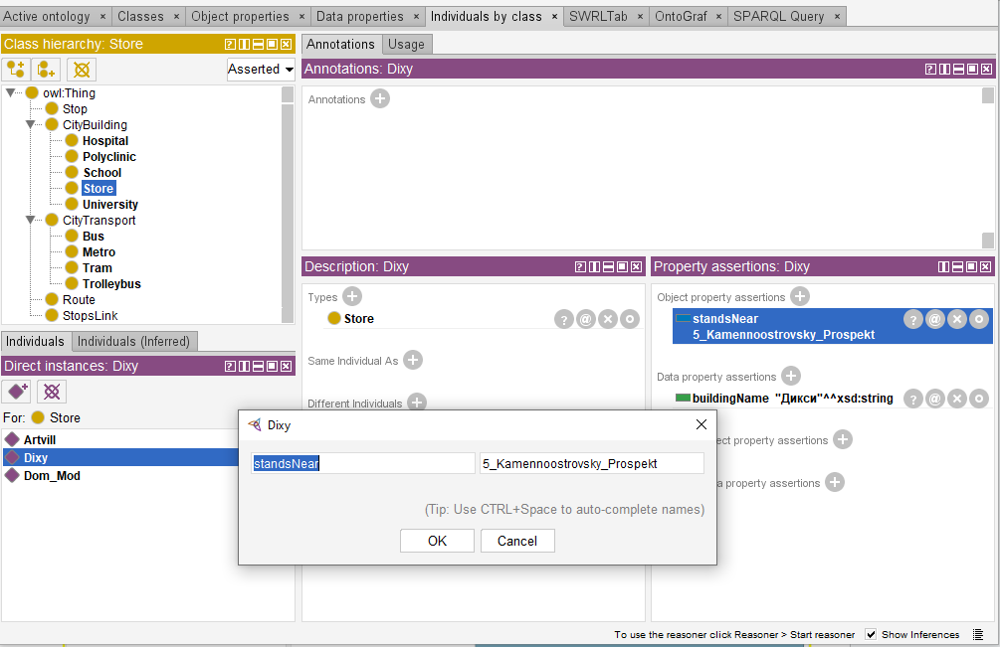 Active ontology × Classes × Object properties × Data properties × Individuals by class × SWRLTab × OntoGraf × SPARQL Query ×
Class hierarchy: Store
Asserted
owl:Thing
Stop
CityBuilding
Hospital
Polyclinic
School
Store
University
CityTransport
Bus
Metro
Tram
Trolleybus
Route
StopsLink
Individuals Individuals (Inferred)
Direct instances: Dixy
For: Store
Artvill
Dixy
Dom_Mod
Annotations Usage
Annotations: Dixy
Annotations
Description: Dixy
Types
Store
Same Individual As
Different Individuals
Property assertions: Dixy
Object property assertions
standsNear
5_Kamennoostrovsky_Prospekt
Data property assertions
buildingName "Дикси"^^xsd:string
ect property assertions
a property assertions
Dixy
standsNear 5_Kamennoostrovsky_Prospekt
(Tip: Use CTRL+Space to auto-complete names)
OK Cancel
To use the reasoner click Reasoner > Start reasoner Show Inferences